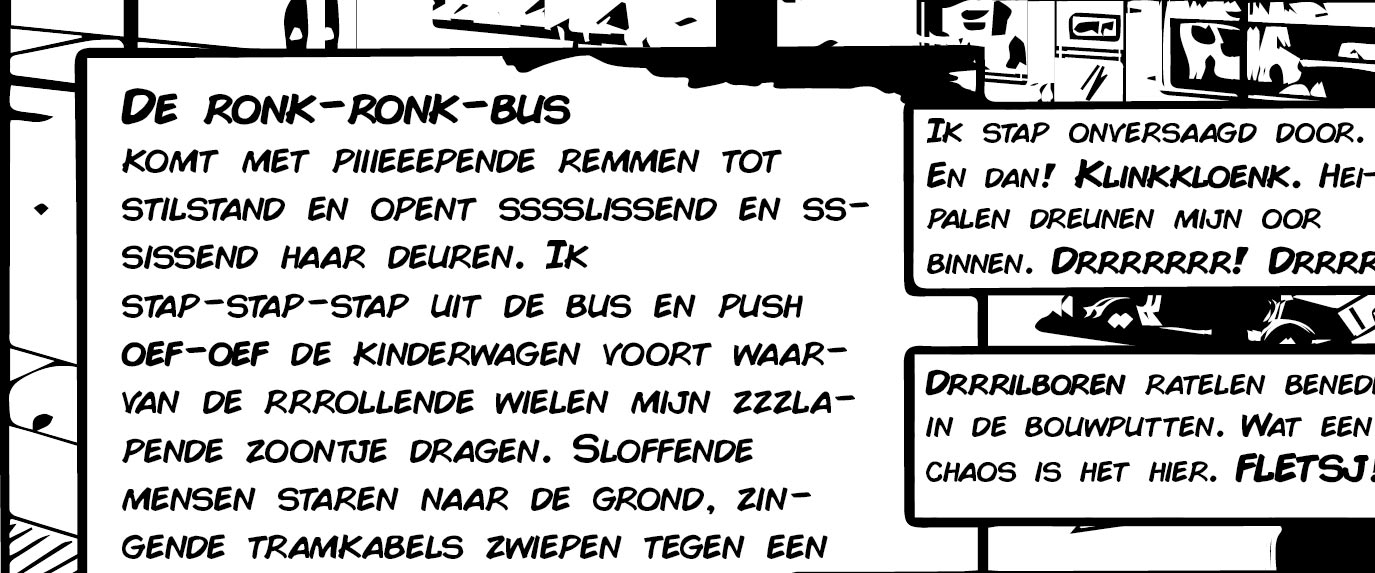 De ronk-ronk-bus
komt met piiieeepende remmen tot
stilstand en opent sssslissend en ss-
sissend haar deuren. Ik
stap-stap-stap uit de bus en push
oef-oef de kinderwagen voort waar-
van de rrrollende wielen mijn zzzla-
pende zoontje dragen. Sloffende
mensen staren naar de grond, zin-
gende tramkabels zwiepen tegen een
Ik stap onversaagd door.
En dan! Klinkkloenk. Hei-
palen dreunen mijn oor
binnen. Drrrrrrr! Drrrr
Drrrilboren ratelen bened
in de bouwputten. Wat een
chaos is het hier. FLETSJ!